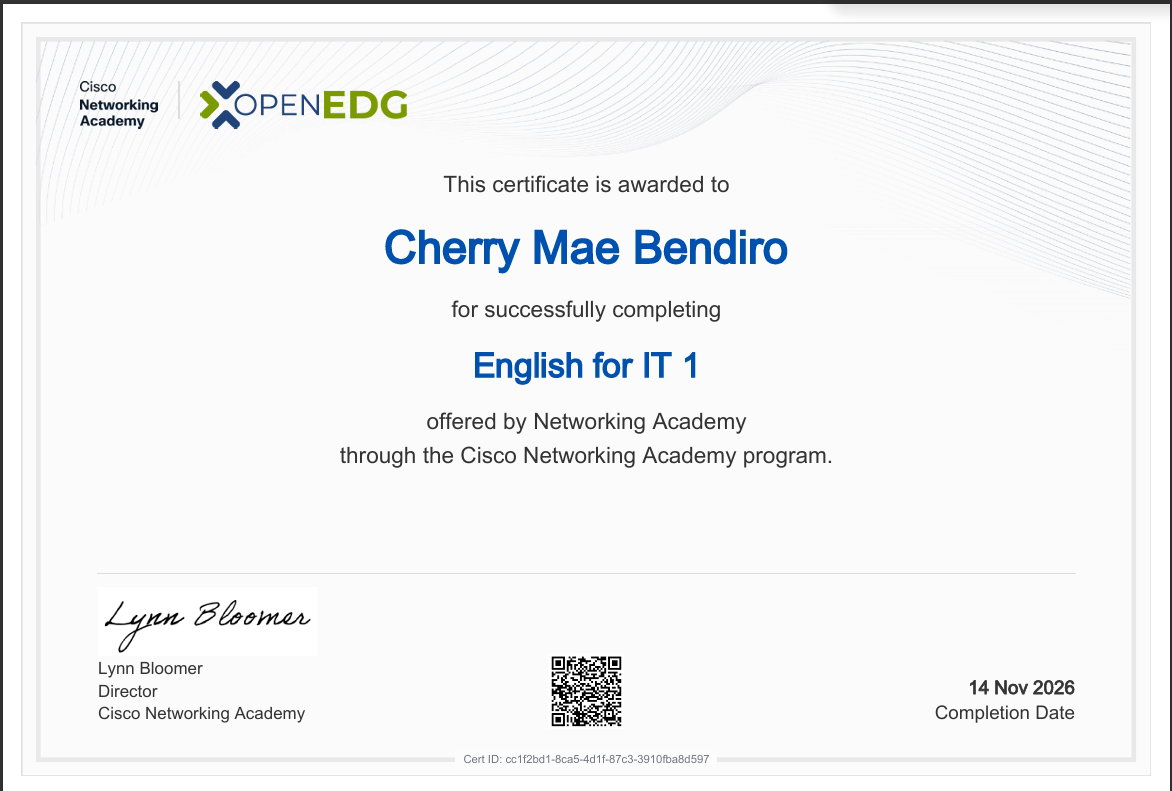 Cisco
Networking
Academy
OPENEDG
This certificate is awarded to
Cherry Mae Bendiro
for successfully completing
English for IT 1
offered by Networking Academy
through the Cisco Networking Academy program.
Lynn Bloomer
Lynn Bloomer
Director
Cisco Networking Academy
14 Nov 2026
Completion Date
Cert ID: cc1f2bd1-8ca5-4d1f-87c3-3910fba8d597